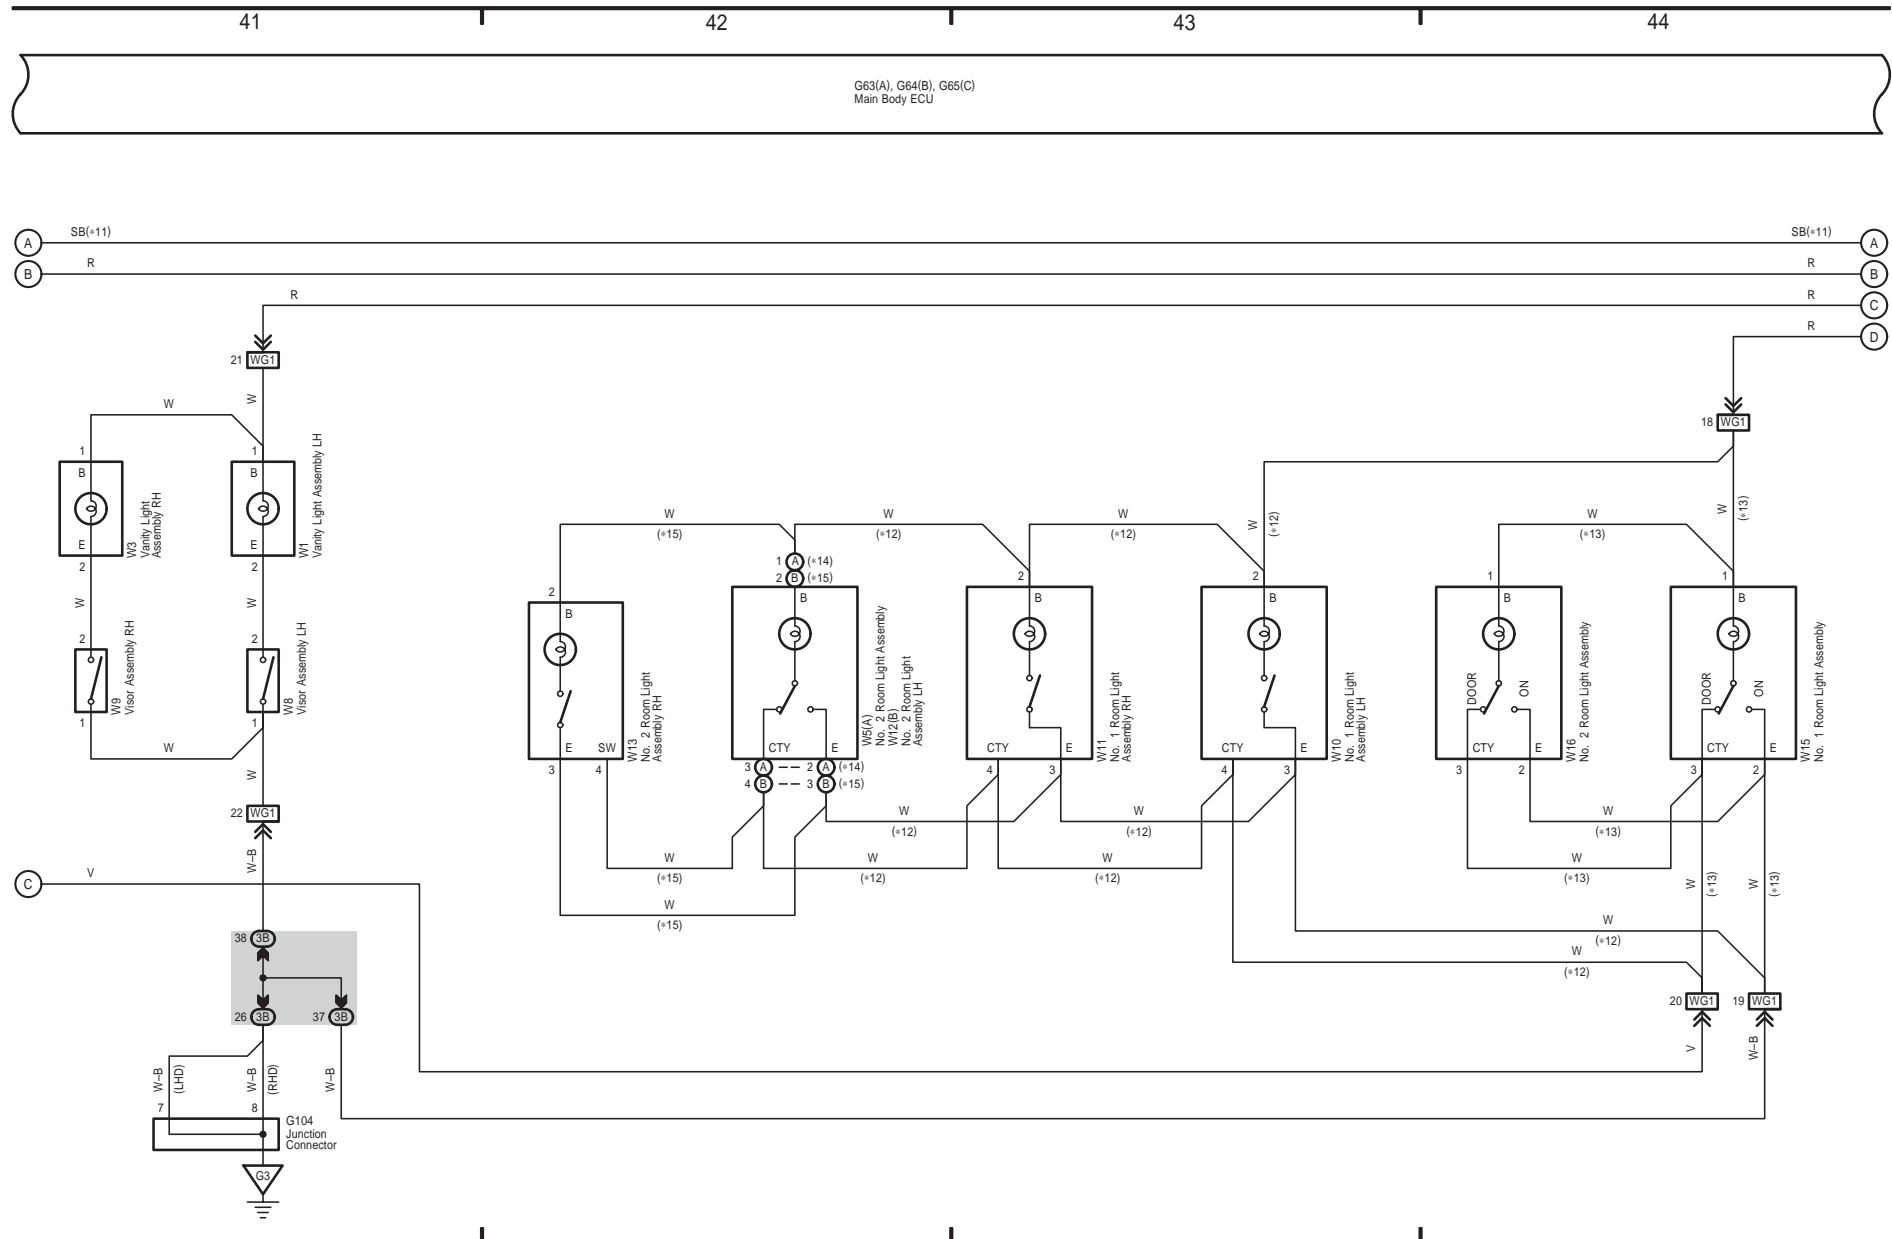 41 42 43 44
G63(A), G64(B), G65(C)
Main Body ECU
A SB(∗11) SB(∗11) A
B R R B
R R C
R D
21 WG1
18 WG1
W
W
W
(∗13)
W
(∗12)
1 B E 2
W3
Vanity Light
Assembly RH
1 B E 2
W1
Vanity Light Assembly LH
W
W
2 1
W9
Visor Assembly RH
2 1
W8
Visor Assembly LH
W
W
22 WG1
W–B
C V
38 3B
26 3B 37 3B
W–B
(LHD)
W–B
(RHD)
W–B
7 8
G104
Junction
Connector
G3
W
(∗15)
W
(∗12)
W
(∗12)
W
(∗13)
1 A (∗14)
2 B (∗15)
2 B
E SW
3 4
W13
No. 2 Room Light
Assembly RH
B
CTY E
3 A 2 A (∗14)
4 B 3 B (∗15)
W5(A)
No. 2 Room Light Assembly
W12(B)
No. 2 Room Light
Assembly LH
2 B
CTY E
4 3
W11
No. 1 Room Light
Assembly RH
2 B
CTY E
4 3
W10
No. 1 Room Light
Assembly LH
1 B
DOOR ON
CTY E
3 2
W16
No. 2 Room Light Assembly
1 B
DOOR ON
CTY E
3 2
W15
No. 1 Room Light Assembly
W
(∗12)
W
(∗12)
W
(∗13)
W
(∗15)
W
(∗12)
W
(∗12)
W
(∗13)
W
(∗15)
W
(∗13)
W
(∗13)
W
(∗12)
W
(∗12)
20 WG1 19 WG1
V
W–B